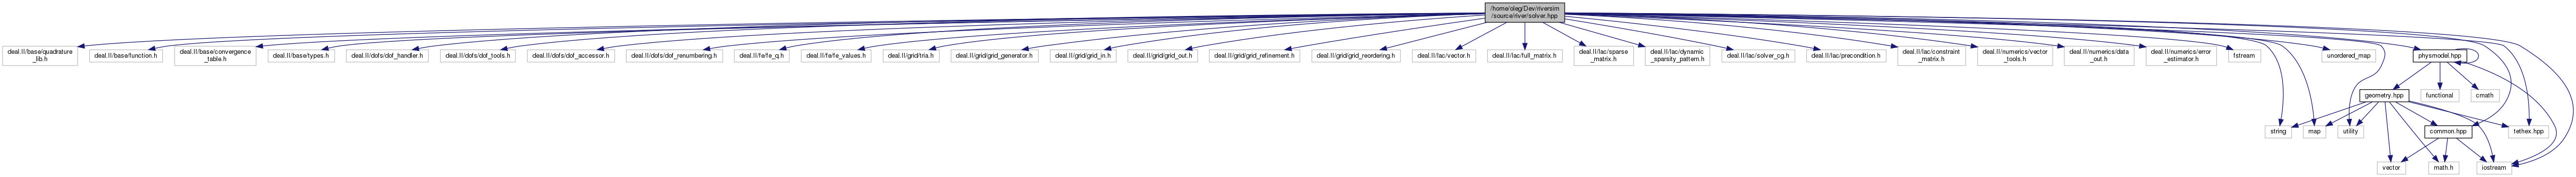 /home/oleg/Dev/riversim
/source/river/solver.hpp
deal.II/base/quadrature
_lib.h
deal.II/base/function.h
deal.II/base/convergence
_table.h
deal.II/base/types.h
deal.II/dofs/dof_handler.h
deal.II/dofs/dof_tools.h
deal.II/dofs/dof_accessor.h
deal.II/dofs/dof_renumbering.h
deal.II/fe/fe_q.h
deal.II/fe/fe_values.h
deal.II/grid/tria.h
deal.II/grid/grid_generator.h
deal.II/grid/grid_in.h
deal.II/grid/grid_out.h
deal.II/grid/grid_refinement.h
deal.II/grid/grid_reordering.h
deal.II/lac/vector.h
deal.II/lac/full_matrix.h
deal.II/lac/sparse
_matrix.h
deal.II/lac/dynamic
_sparsity_pattern.h
deal.II/lac/solver_cg.h
deal.II/lac/precondition.h
deal.II/lac/constraint
_matrix.h
deal.II/numerics/vector
_tools.h
deal.II/numerics/data
_out.h
deal.II/numerics/error
_estimator.h
fstream
unordered_map
physmodel.hpp
geometry.hpp
functional
cmath
string
map
utility
common.hpp
tethex.hpp
vector
math.h
iostream